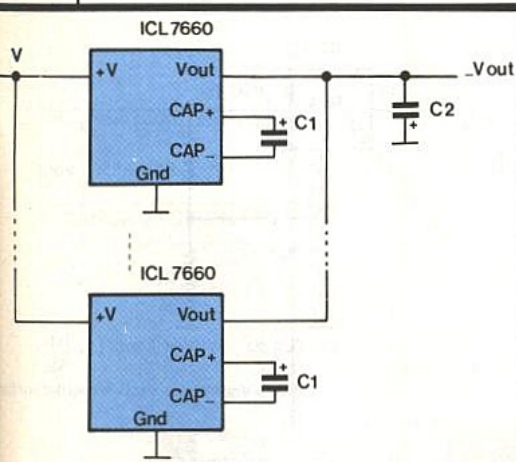 ICL7660
V
+V Vout
_Vout
CAP+
+ C1
C2
+
CAP_
Gnd
ICL7660
+V Vout
CAP+
+ C1
CAP_
Gnd